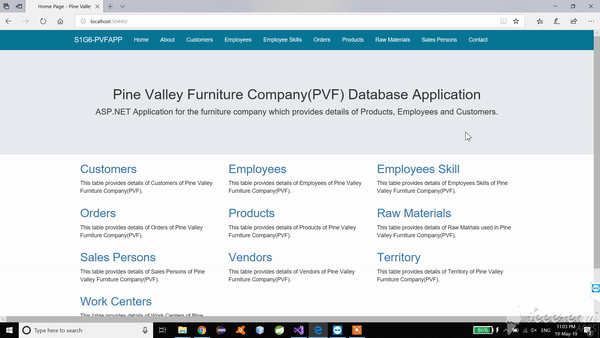 Home Page - Pine Valley
localhost:50440/
S1G6-PVFAPP Home About Customers Employees Employee Skills Orders Products Raw Materials Sales Persons Contact
Pine Valley Furniture Company(PVF) Database Application
ASP.NET Application for the furniture company which provides details of Products, Employees and Customers.
Customers Employees Employees Skill
This table provides details of Customers of Pine Valley This table provides details of Employees of Pine Valley This table provides details of Employees Skills of Pine
Furniture Company(PVF). Furniture Company(PVF). Valley Furniture Company(PVF).
Orders Products Raw Materials
This table provides details of Orders of Pine Valley This table provides details of Products of Pine Valley This table provides details of Raw Matrials used in Pine
Furniture Company(PVF). Furniture Company(PVF). Valley Furniture Company(PVF).
Sales Persons Vendors Territory
This table provides details of Sales Persons of Pine This table provides details of Vendors of Pine Valley This table provides details of Territory of Pine Valley
Valley Furniture Company(PVF). Furniture Company(PVF). Furniture Company(PVF).
Work Centers
This table provides details of Work Centers of Pine
Type here to search
ENG
11:03 PM
19-May-19